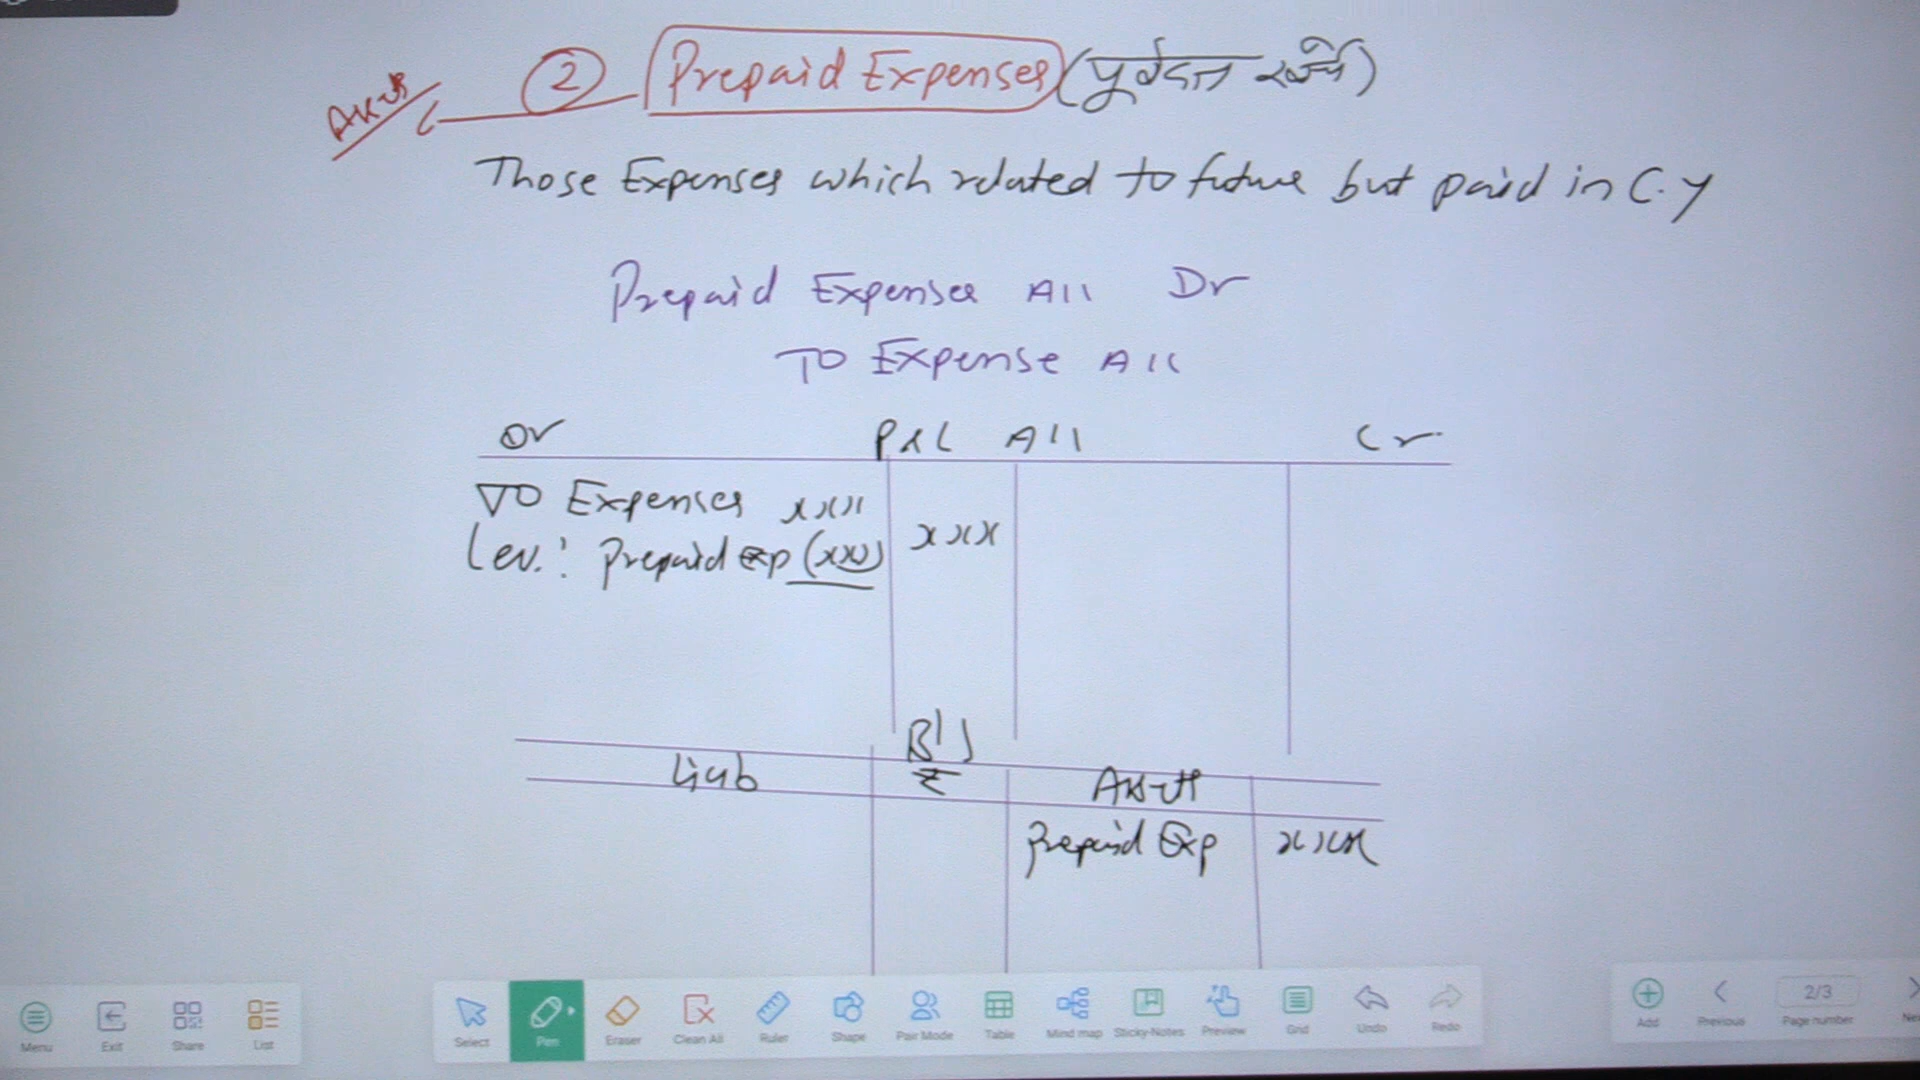 Assets ② Prepaid Expenses (पूर्वदत्त खर्चे)
Those Expenses which related to future but paid in C.Y
Prepaid Expenses A/c Dr
TO Expense A/c
Dr P&L A/c Cr.
TO Expenses xxx
Less: Prepaid exp (xxx) xxx
B/S
Liab ₹ Assets
Prepaid Exp xxx
Menu Exit Share List Select Pen Eraser Clean All Ruler Shape Pair Mode Table Mind map Sticky-Notes Preview Grid Undo Redo Add Previous 2/3 Page number